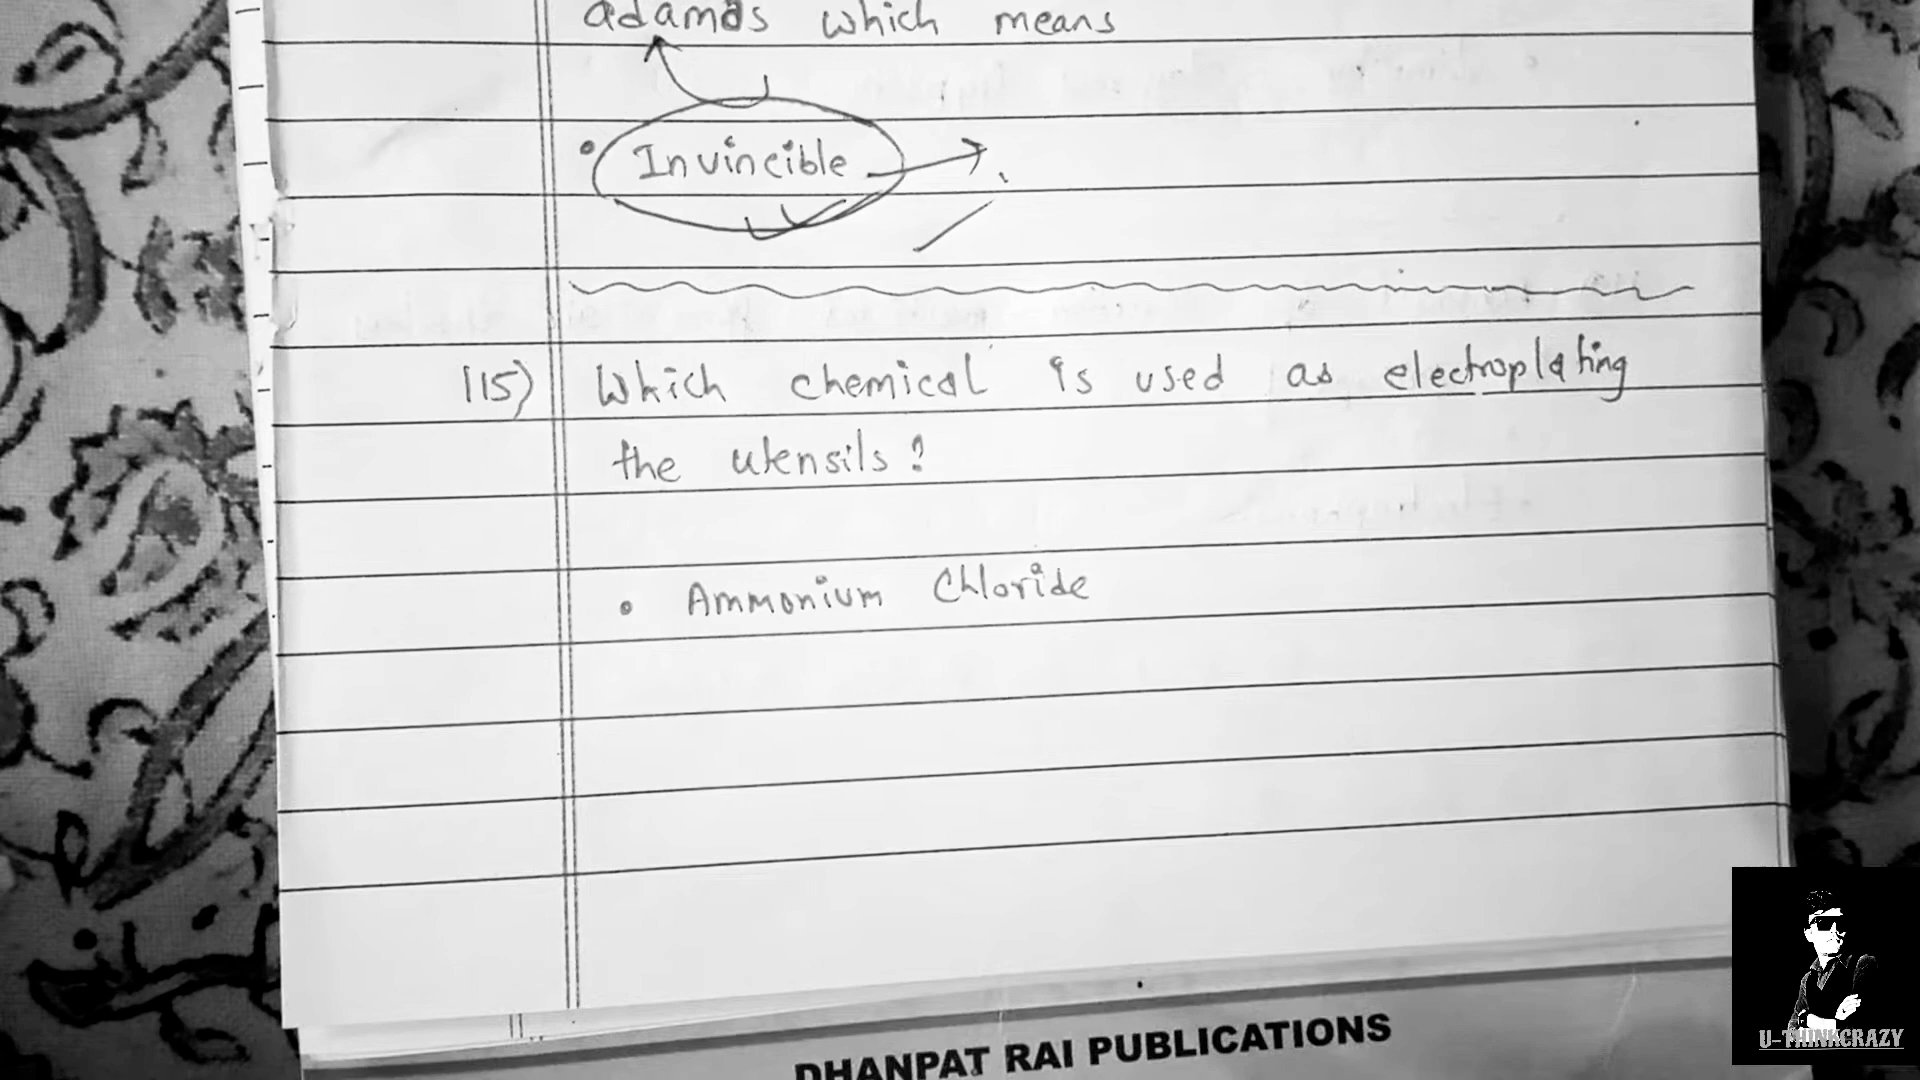 adamas which means
• Invincible
115) Which chemical is used as electroplating
the utensils?
• Ammonium Chloride
DHANPAT RAI PUBLICATIONS
U-THINKCRAZY